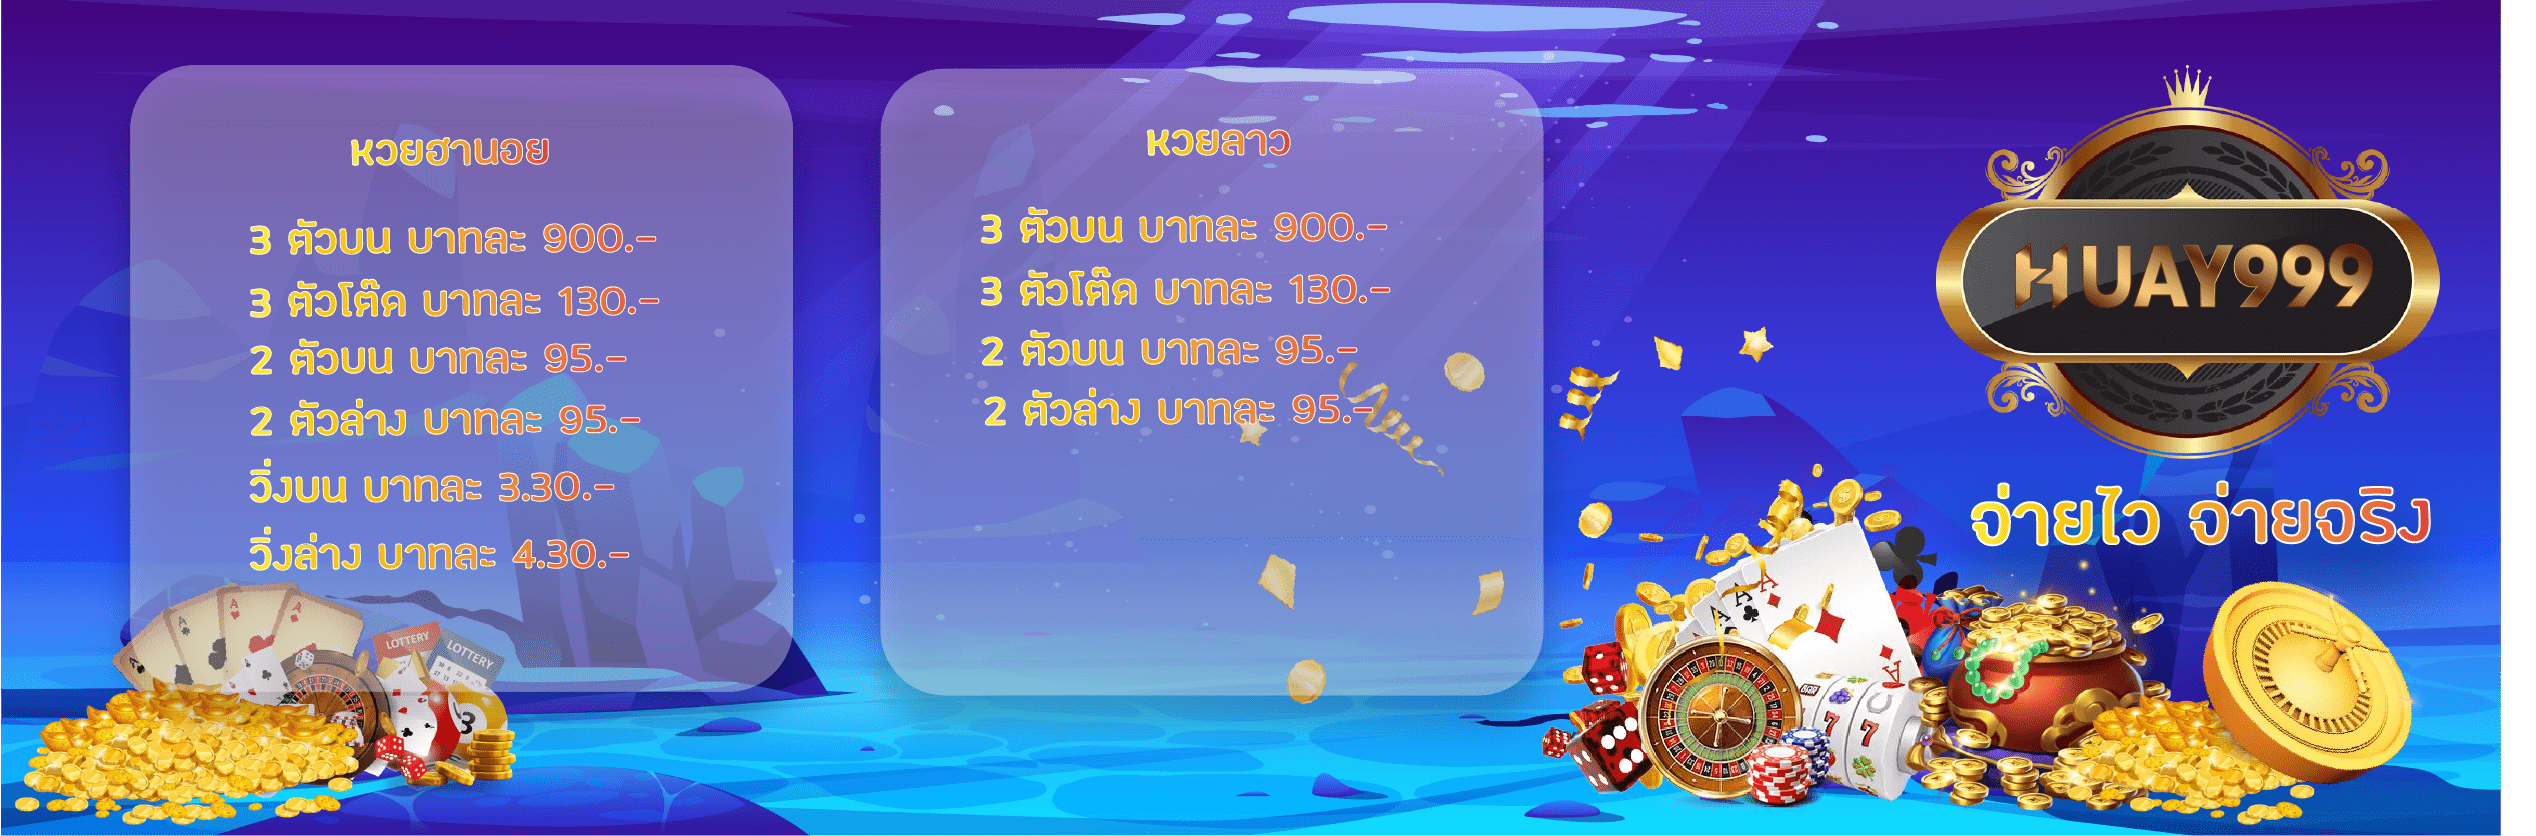 หวยฮานอย
3 ตัวบน บาทละ 900.-
3 ตัวโต๊ด บาทละ 130.-
2 ตัวบน บาทละ 95.-
2 ตัวล่าง บาทละ 95.-
วิ่งบน บาทละ 3.30.-
วิ่งล่าง บาทละ 4.30.-
หวยลาว
3 ตัวบน บาทละ 900.-
3 ตัวโต๊ด บาทละ 130.-
2 ตัวบน บาทละ 95.-
2 ตัวล่าง บาทละ 95.-
HUAY999
จ่ายไว จ่ายจริง
LOTTERY
LOTTERY